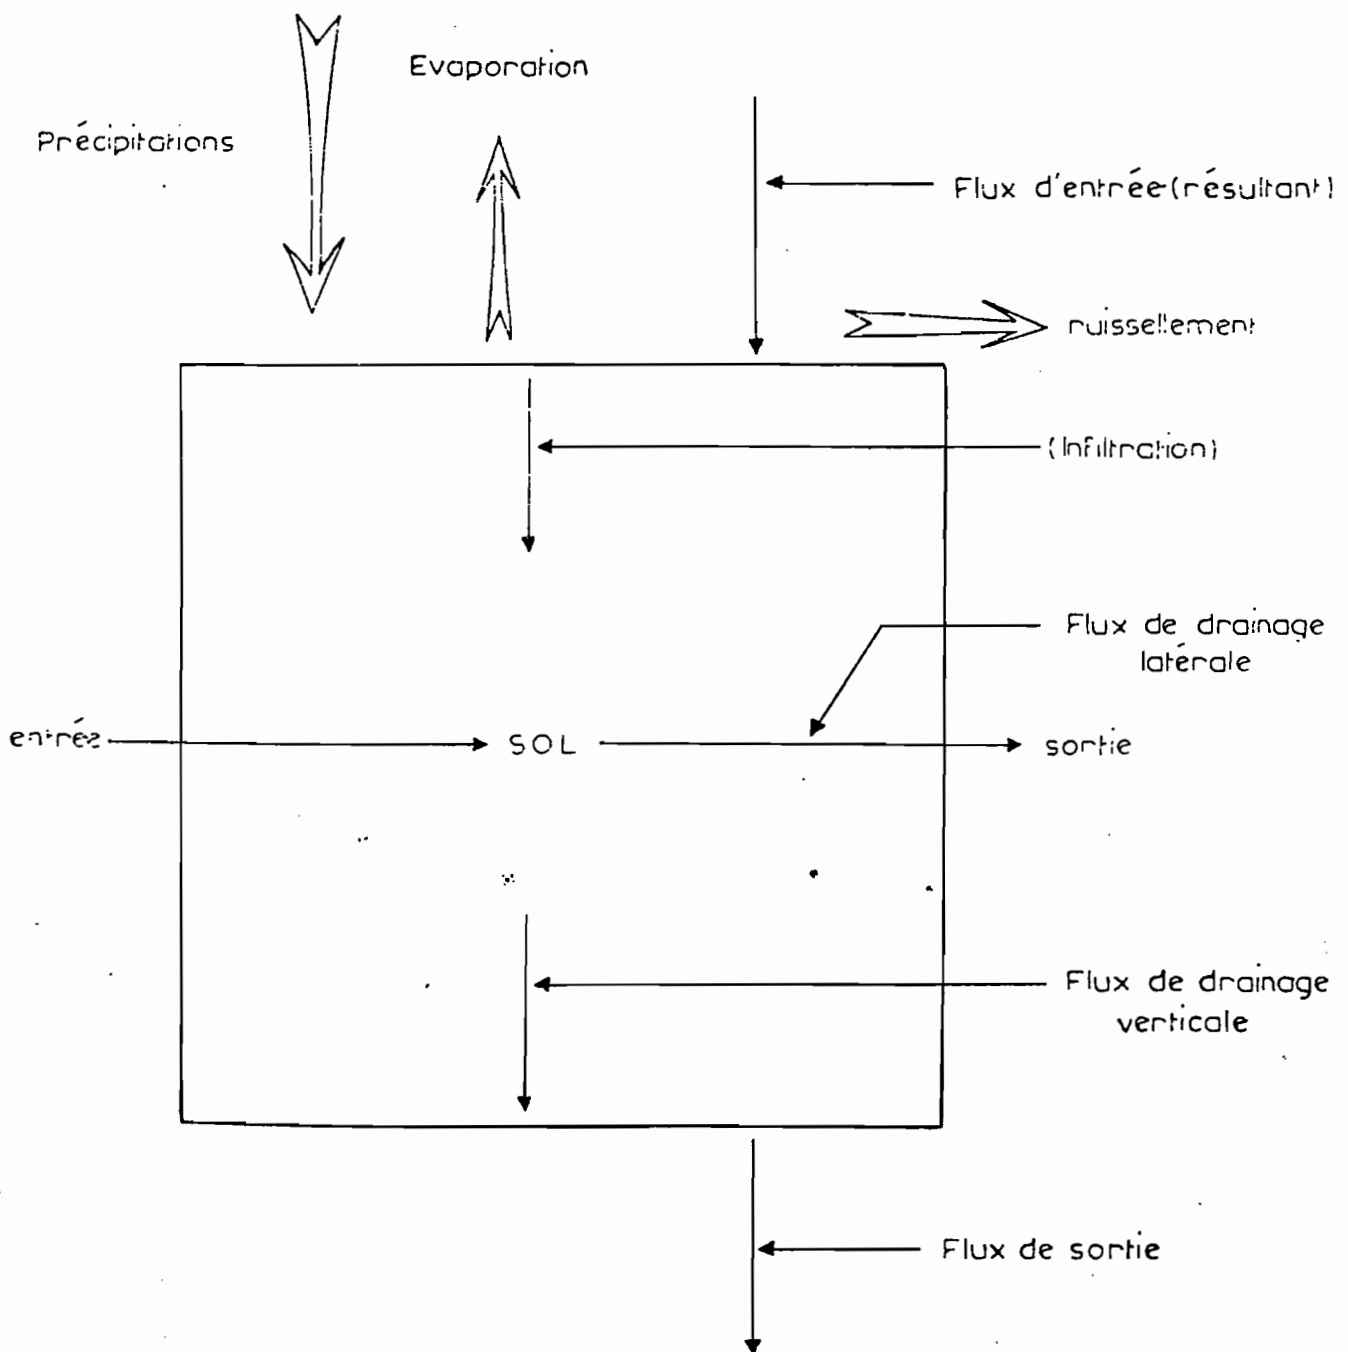 Evaporation
Précipitations
Flux d'entrée (résultant)
ruissellement
(Infiltration)
Flux de drainage
latérale
entrée
SOL
sortie
Flux de drainage
verticale
Flux de sortie